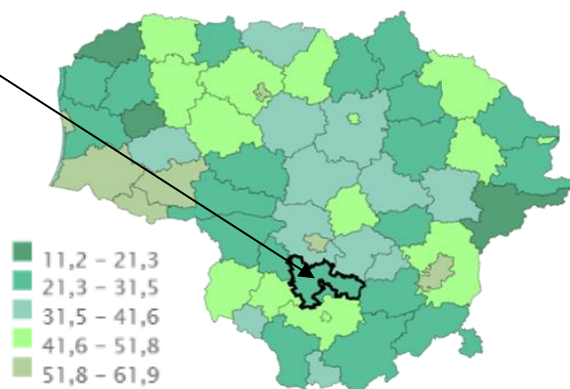 11,2 – 21,3
21,3 – 31,5
31,5 – 41,6
41,6 – 51,8
51,8 – 61,9